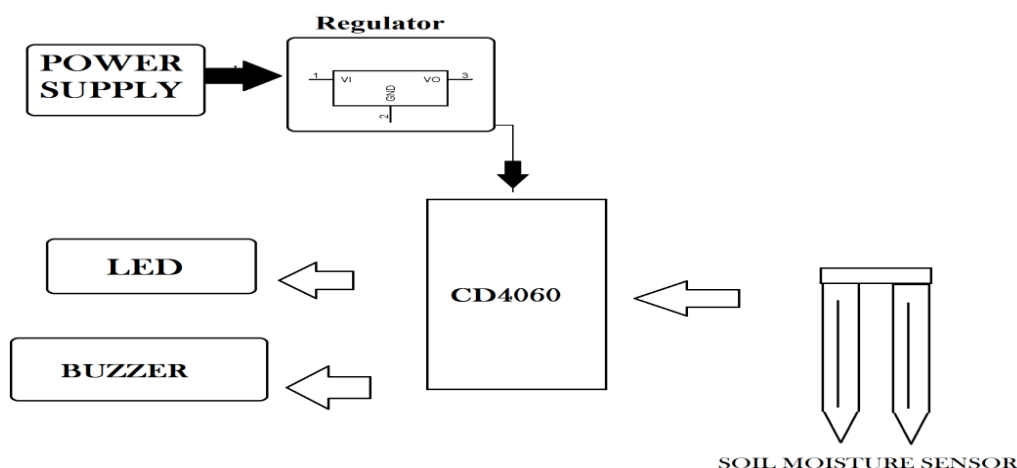 Regulator
POWER
SUPPLY
1 VI VO 3
GND
2
LED
CD4060
BUZZER
SOIL MOISTURE SENSOR